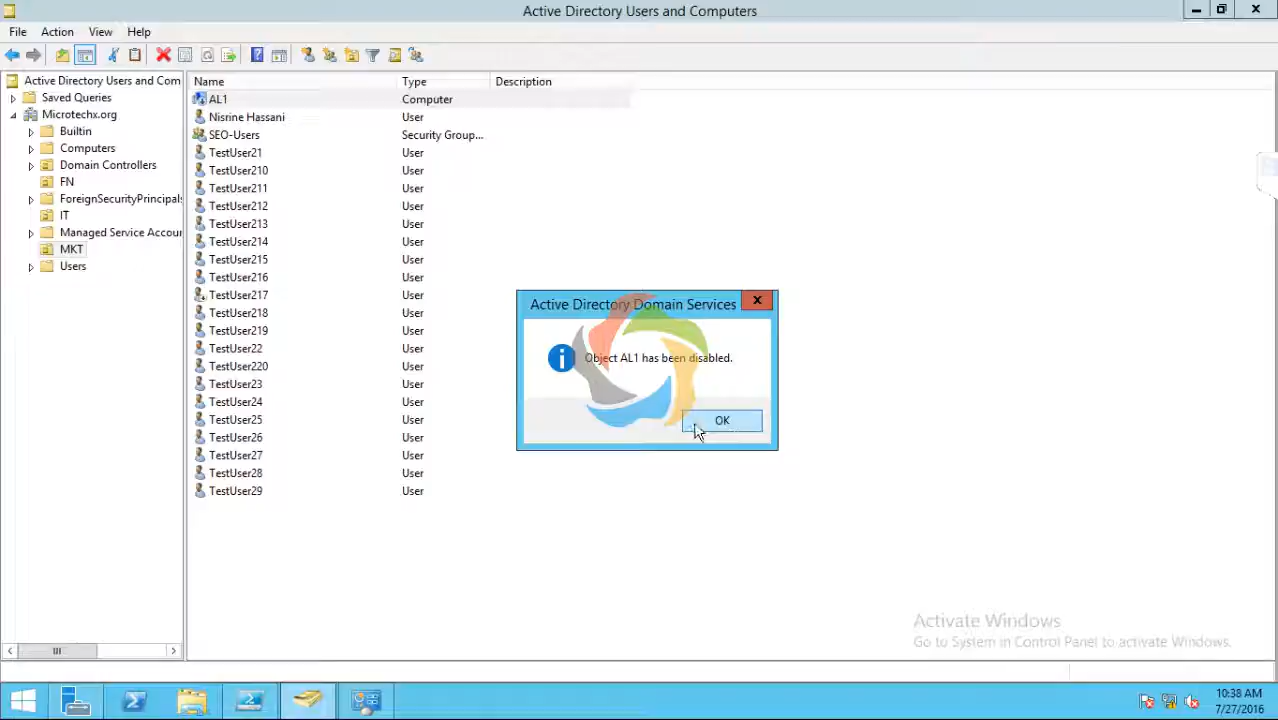 Active Directory Users and Computers
File Action View Help
Active Directory Users and Com
Saved Queries
Microtechx.org
Builtin
Computers
Domain Controllers
FN
ForeignSecurityPrincipals
IT
Managed Service Accour
MKT
Users
Name Type Description
AL1 Computer
Nisrine Hassani User
SEO-Users Security Group...
TestUser21 User
TestUser210 User
TestUser211 User
TestUser212 User
TestUser213 User
TestUser214 User
TestUser215 User
TestUser216 User
TestUser217 User
TestUser218 User
TestUser219 User
TestUser22 User
TestUser220 User
TestUser23 User
TestUser24 User
TestUser25 User
TestUser26 User
TestUser27 User
TestUser28 User
TestUser29 User
Active Directory Domain Services
Object AL1 has been disabled.
OK
Activate Windows
Go to System in Control Panel to activate Windows.
10:38 AM
7/27/2016